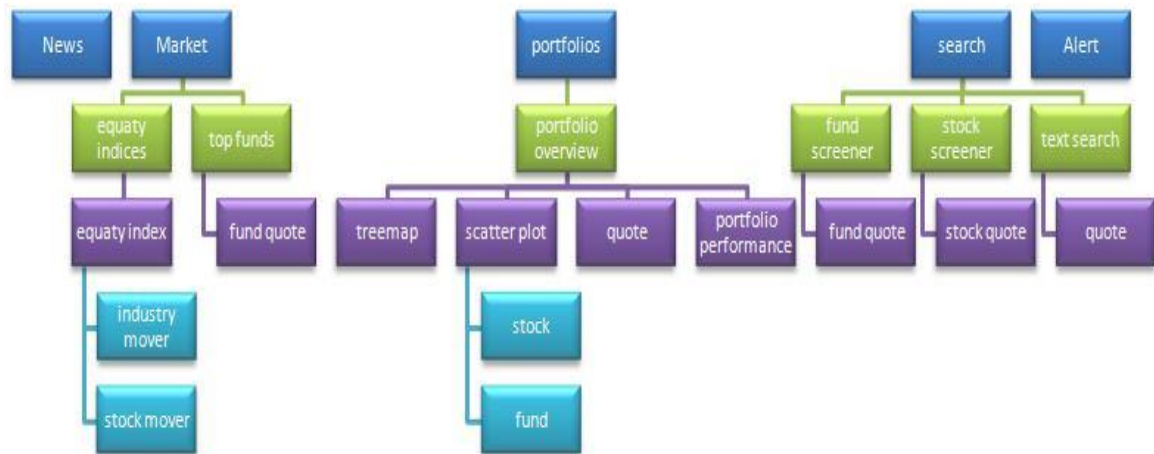 News
Market
portfolios
search
Alert
equaty
indices
top funds
portfolio
overview
fund
screener
stock
screener
text search
equaty index
fund quote
treemap
scatter plot
quote
portfolio
performance
fund quote
stock quote
quote
industry
mover
stock
stock mover
fund